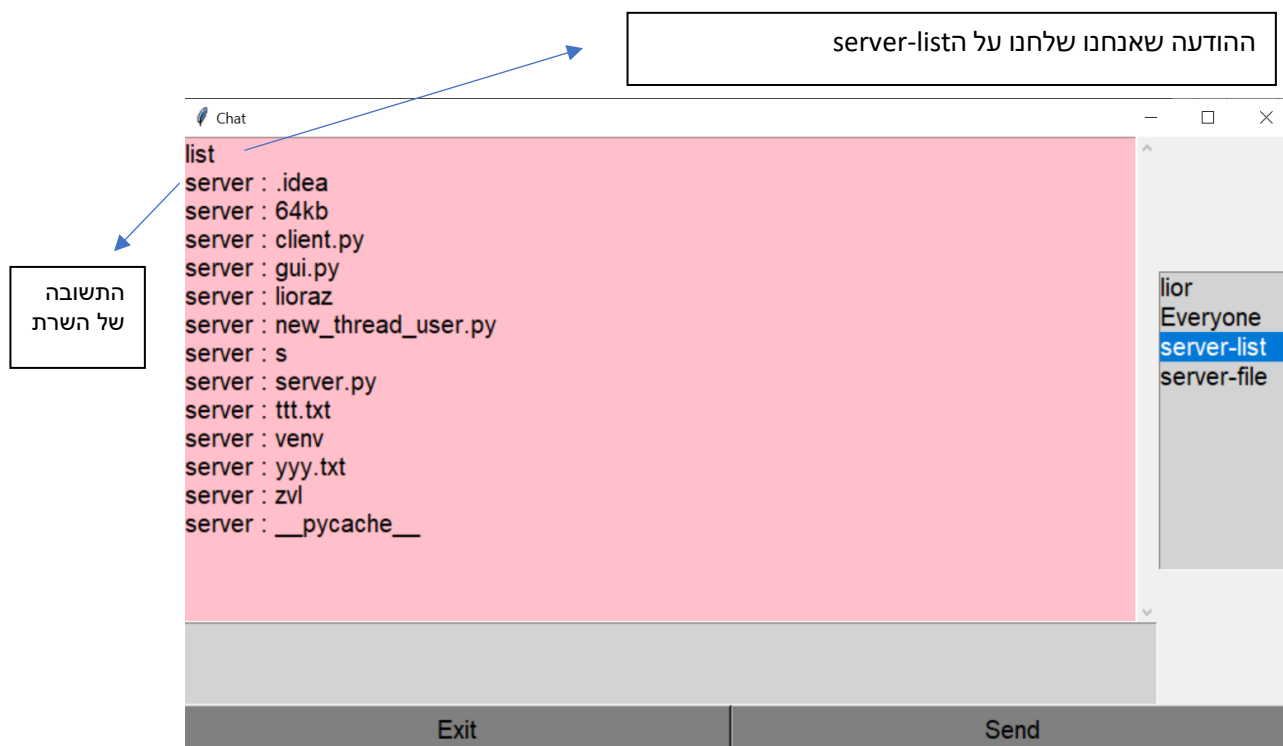 ההודעה שאנחנו שלחנו על הserver-list
Chat
list
server : .idea
server : 64kb
server : client.py
server : gui.py
server : lioraz
server : new_thread_user.py
server : s
server : server.py
server : ttt.txt
server : venv
server : yyy.txt
server : zvl
server : __pycache__
התשובה
של השרת
lior
Everyone
server-list
server-file
Exit
Send